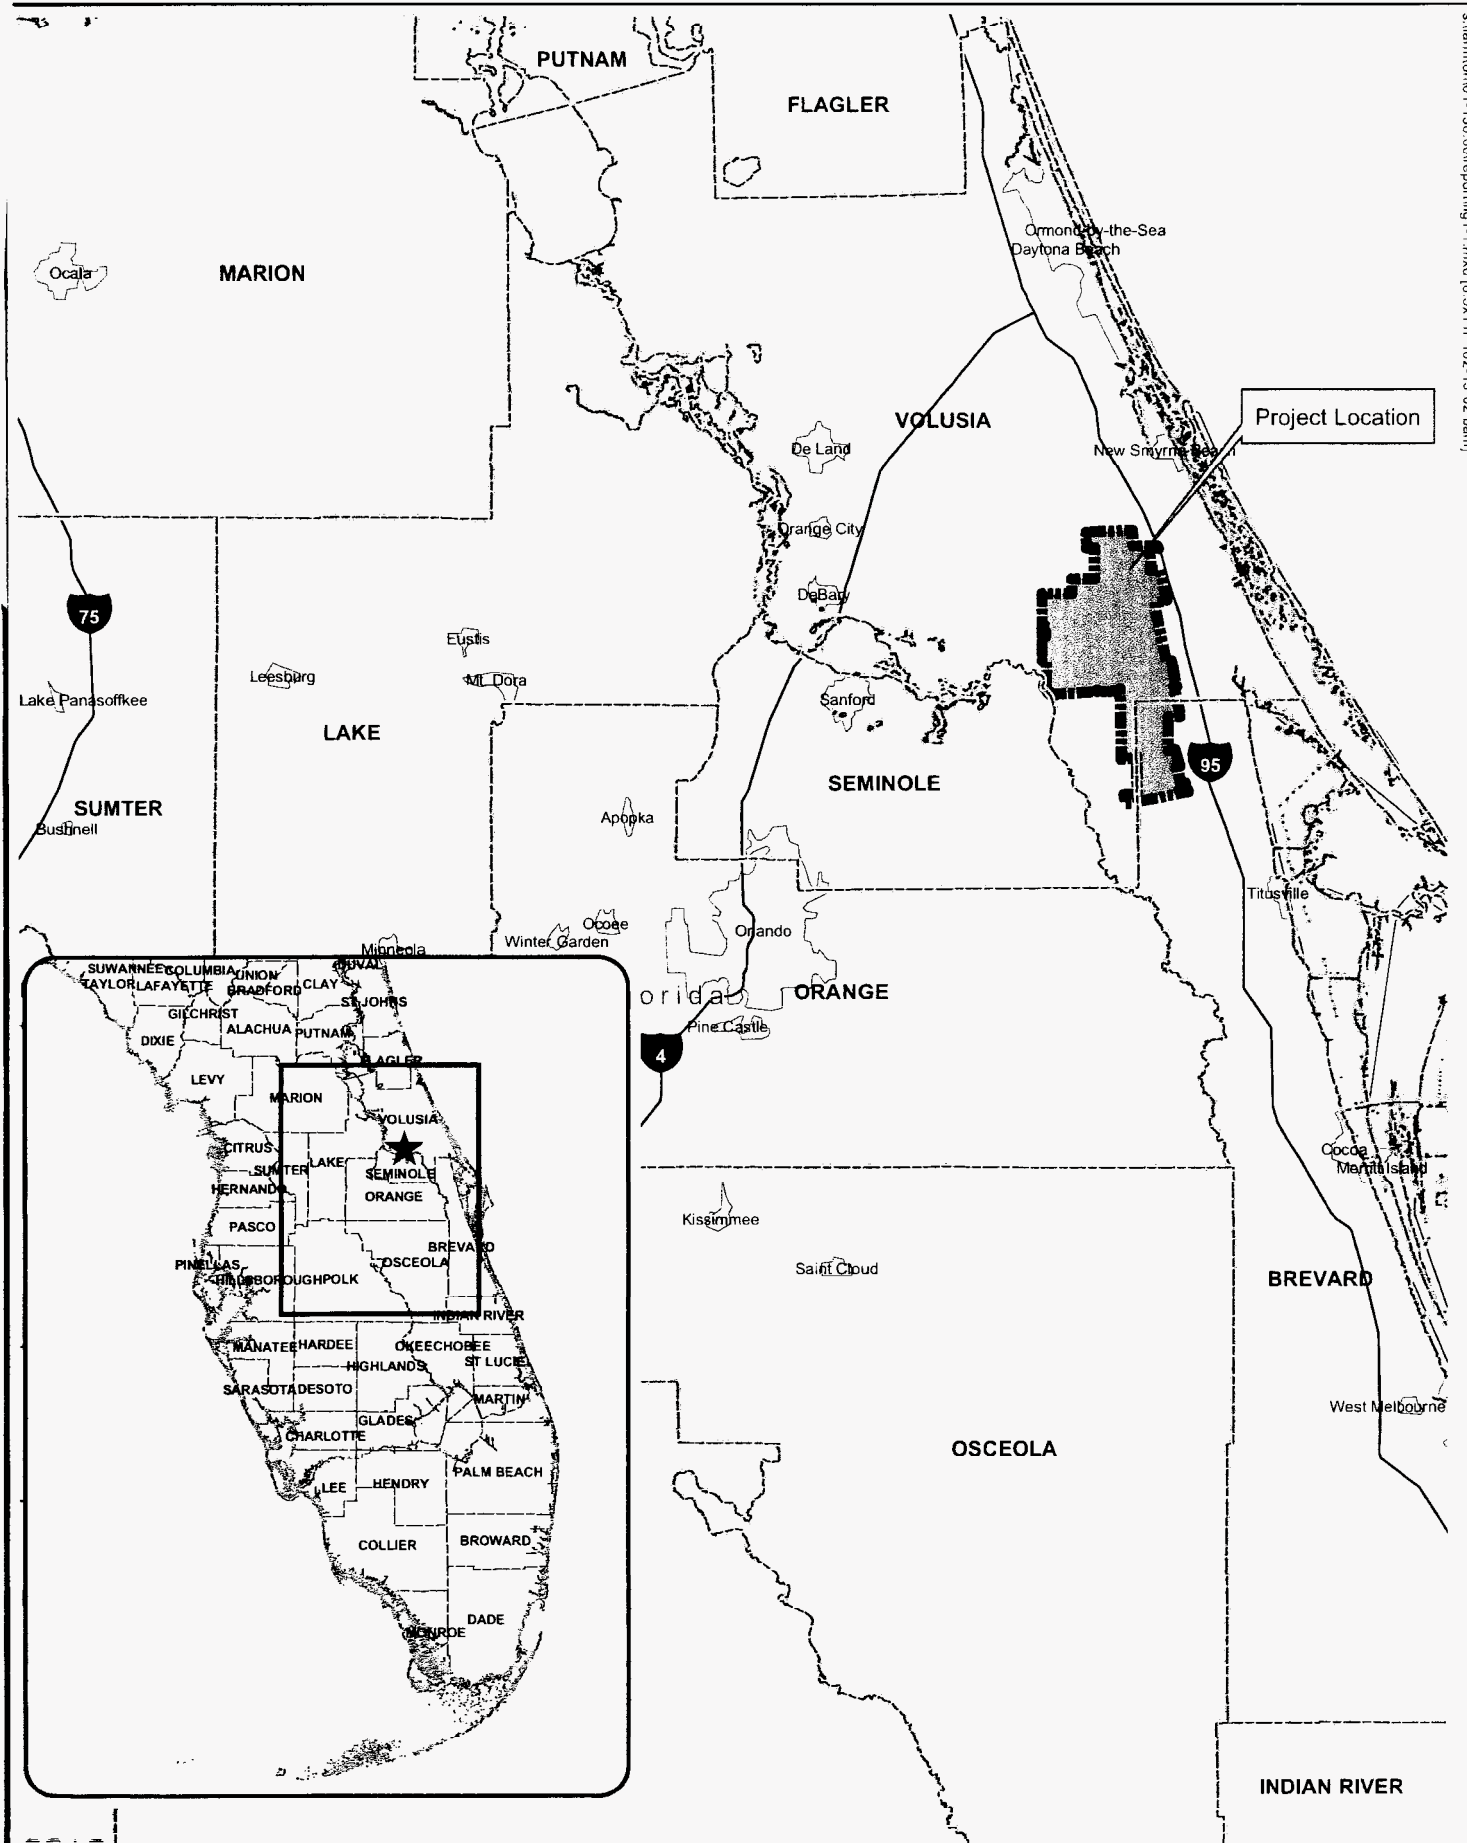 PUTNAM
FLAGLER
Ormond-by-the-Sea
Daytona Beach
Ocala
MARION
Project Location
VOLUSIA
De Land
New Smyrna Beach
Orange City
DeBary
75
Eustis
Leesburg
Mt. Dora
Lake Panasoffkee
Sanford
LAKE
95
SEMINOLE
SUMTER
Apopka
Bushnell
Titusville
Ocoee
Orlando
Winter Garden
Minneola
orida
ORANGE
Pine Castle
4
Cocoa
Merritt Island
Kissimmee
Saint Cloud
BREVARD
West Melbourne
OSCEOLA
INDIAN RIVER
DUVAL
SUWANNEE
COLUMBIA
UNION
TAYLOR
LAFAYETTE
BRADFORD
CLAY
ST JOHNS
GILCHRIST
ALACHUA
PUTNAM
DIXIE
FLAGLER
LEVY
MARION
VOLUSIA
CITRUS
LAKE
SUMTER
SEMINOLE
HERNANDO
ORANGE
PASCO
BREVARD
OSCEOLA
PINELLAS
HILLSBOROUGH
POLK
INDIAN RIVER
MANATEE
HARDEE
OKEECHOBEE
HIGHLANDS
ST LUCIE
SARASOTA
DESOTO
MARTIN
GLADES
CHARLOTTE
PALM BEACH
LEE
HENDRY
COLLIER
BROWARD
DADE
MONROE